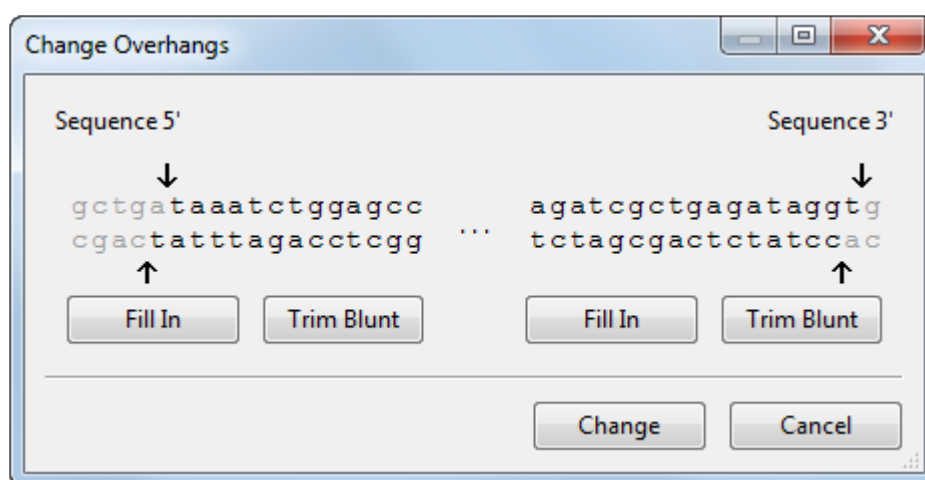 Change Overhangs
Sequence 5' Sequence 3'
gctgataaatctggagcc agatcgctgagataggtg
cgactatttagacctcgg ... tctagcgactctatccac
Fill In Trim Blunt Fill In Trim Blunt
Change Cancel